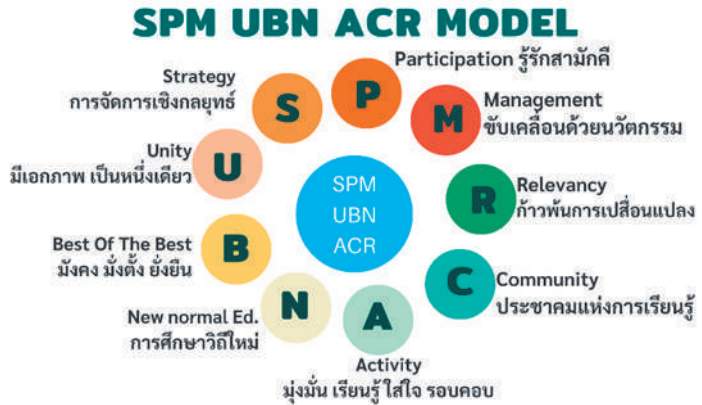 SPM UBN ACR MODEL
Participation รู้รักสามัคคี
Strategy
การจัดการเชิงกลยุทธ์
S
P
M
Management
ขับเคลื่อนด้วยนวัตกรรม
Unity
มีเอกภาพ เป็นหนึ่งเดียว
U
SPM
UBN
ACR
R
Relevancy
ก้าวพ้นการเปลี่ยนแปลง
Best Of The Best
มังคง มั่งตั้ง ยั่งยืน
B
C
Community
ประชาคมแห่งการเรียนรู้
New normal Ed.
การศึกษาวิถีใหม่
N
A
Activity
มุ่งมั่น เรียนรู้ ใส่ใจ รอบคอบ